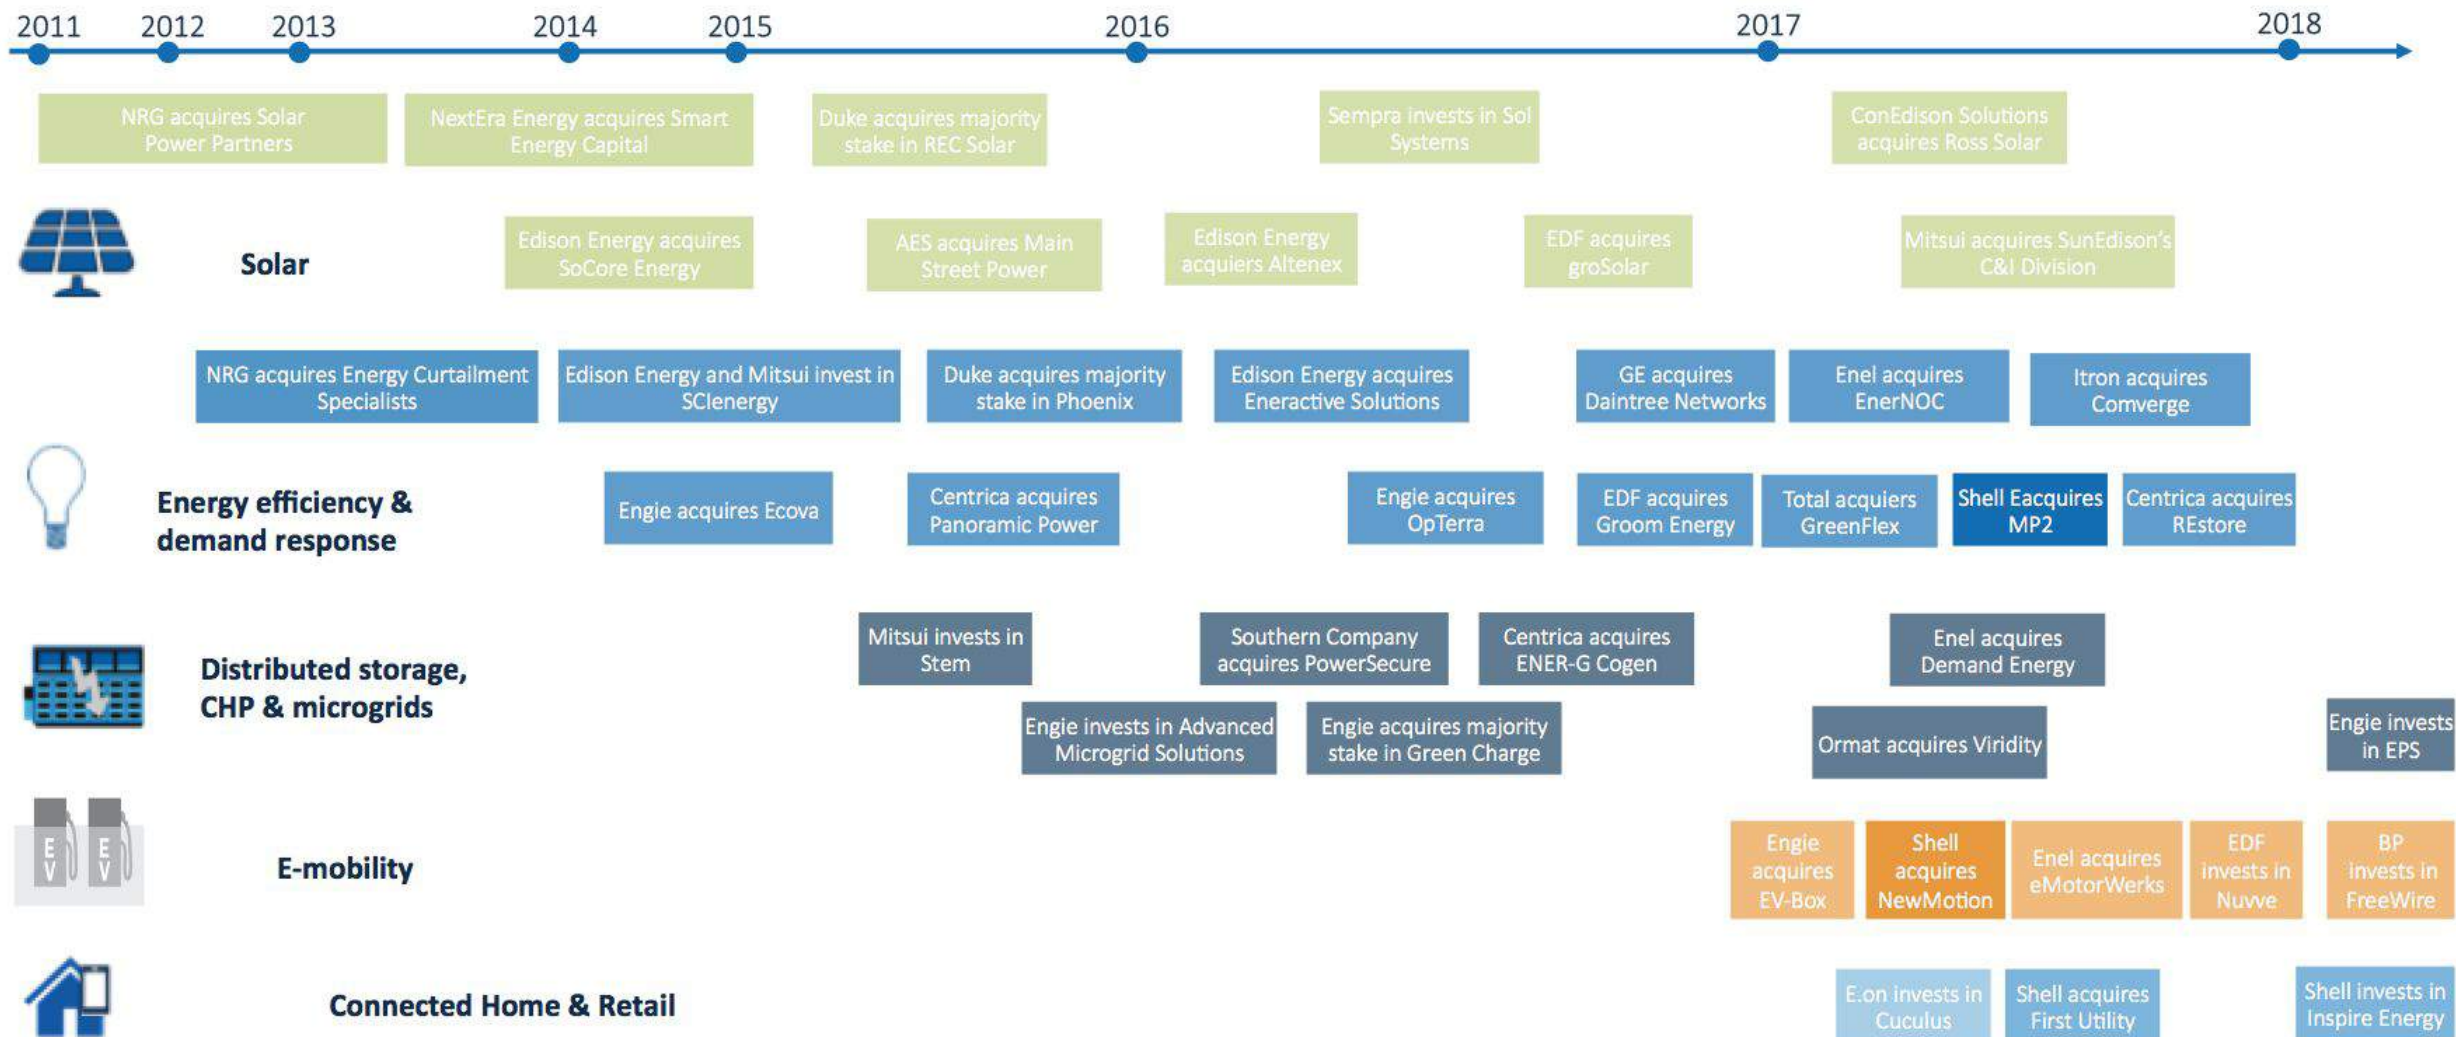 2011
2012
2013
2014
2015
2016
2017
2018
NRG acquires Solar
Power Partners
NextEra Energy acquires Smart
Energy Capital
Duke acquires majority
stake in REC Solar
Sempra invests in Sol
Systems
ConEdison Solutions
acquires Ross Solar
Solar
Edison Energy acquires
SoCore Energy
AES acquires Main
Street Power
Edison Energy
acquiers Altenex
EDF acquires
groSolar
Mitsui acquires SunEdison's
C&I Division
NRG acquires Energy Curtailment
Specialists
Edison Energy and Mitsui invest in
SCIenergy
Duke acquires majority
stake in Phoenix
Edison Energy acquires
Eneractive Solutions
GE acquires
Daintree Networks
Enel acquires
EnerNOC
Itron acquires
Comverge
Energy efficiency &
demand response
Engie acquires Ecova
Centrica acquires
Panoramic Power
Engie acquires
OpTerra
EDF acquires
Groom Energy
Total acquiers
GreenFlex
Shell Eacquires
MP2
Centrica acquires
REstore
Distributed storage,
CHP & microgrids
Mitsui invests in
Stem
Southern Company
acquires PowerSecure
Centrica acquires
ENER-G Cogen
Enel acquires
Demand Energy
Engie invests in Advanced
Microgrid Solutions
Engie acquires majority
stake in Green Charge
Ormat acquires Viridity
Engie invests
in EPS
EV
EV
E-mobility
Engie
acquires
EV-Box
Shell
acquires
NewMotion
Enel acquires
eMotorWerks
EDF
invests in
Nuvve
BP
invests in
FreeWire
Connected Home & Retail
E.on invests in
Cuculus
Shell acquires
First Utility
Shell invests in
Inspire Energy